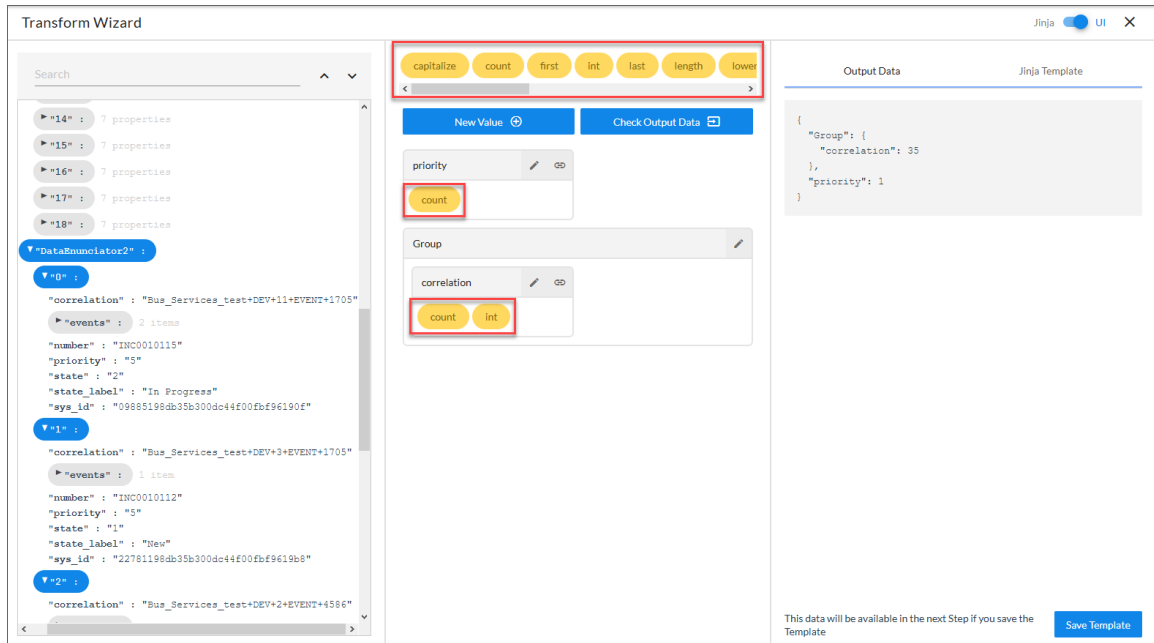 Transform Wizard
Jinja UI
Search
"14" : 7 properties
"15" : 7 properties
"16" : 7 properties
"17" : 7 properties
"18" : 7 properties
"DataEnunciator2" :
"0" :
"correlation" : "Bus_Services_test+DEV+11+EVENT+1705"
"events" : 2 items
"number" : "INC0010115"
"priority" : "5"
"state" : "2"
"state_label" : "In Progress"
"sys_id" : "09885198db35b300dc44f00fbf96190f"
"1" :
"correlation" : "Bus_Services_test+DEV+3+EVENT+1705"
"events" : 1 item
"number" : "INC0010112"
"priority" : "5"
"state" : "1"
"state_label" : "New"
"sys_id" : "22781198db35b300dc44f00fbf9619b8"
"2" :
"correlation" : "Bus_Services_test+DEV+2+EVENT+4586"
capitalize count first int last length lower
New Value Check Output Data
priority
count
Group
correlation
count int
Output Data Jinja Template
{
"Group": {
"correlation": 35
},
"priority": 1
}
This data will be available in the next Step if you save the
Template
Save Template